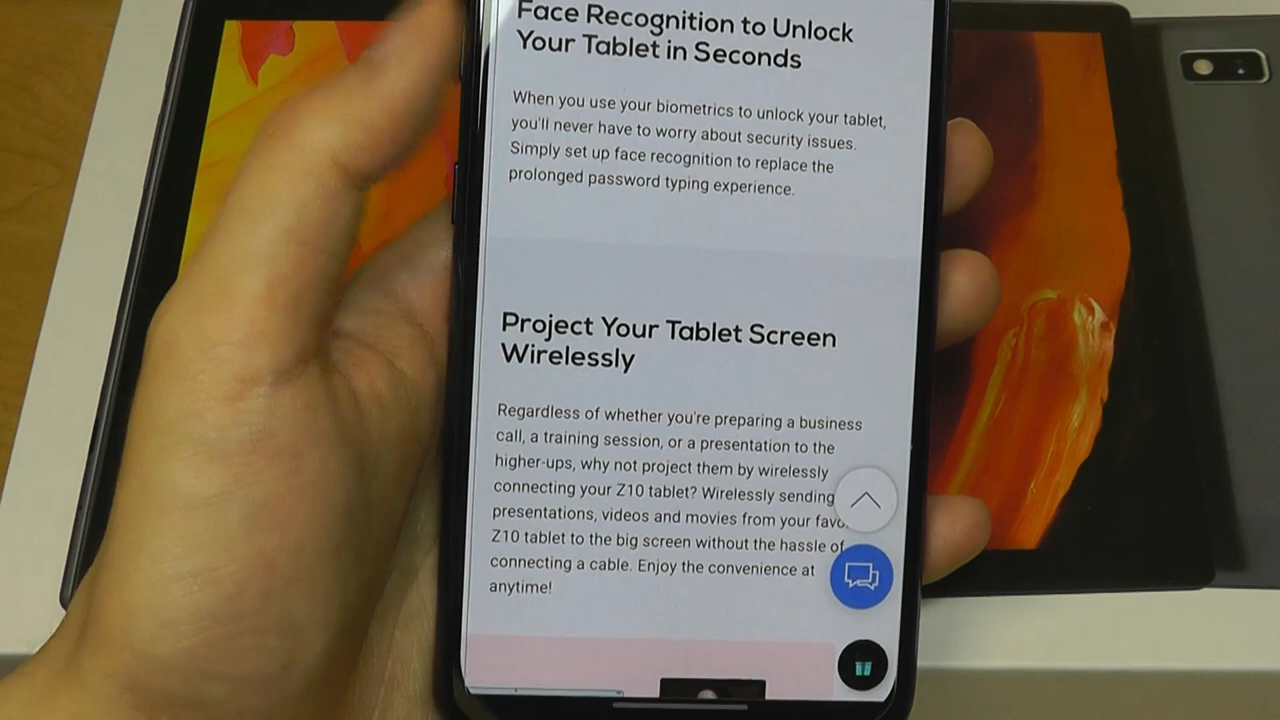 Face Recognition to Unlock
Your Tablet in Seconds
When you use your biometrics to unlock your tablet,
you'll never have to worry about security issues.
Simply set up face recognition to replace the
prolonged password typing experience.
Project Your Tablet Screen
Wirelessly
Regardless of whether you're preparing a business
call, a training session, or a presentation to the
higher-ups, why not project them by wirelessly
connecting your Z10 tablet? Wirelessly sending
presentations, videos and movies from your
Z10 tablet to the big screen without the hassle of
connecting a cable. Enjoy the convenience at
anytime!